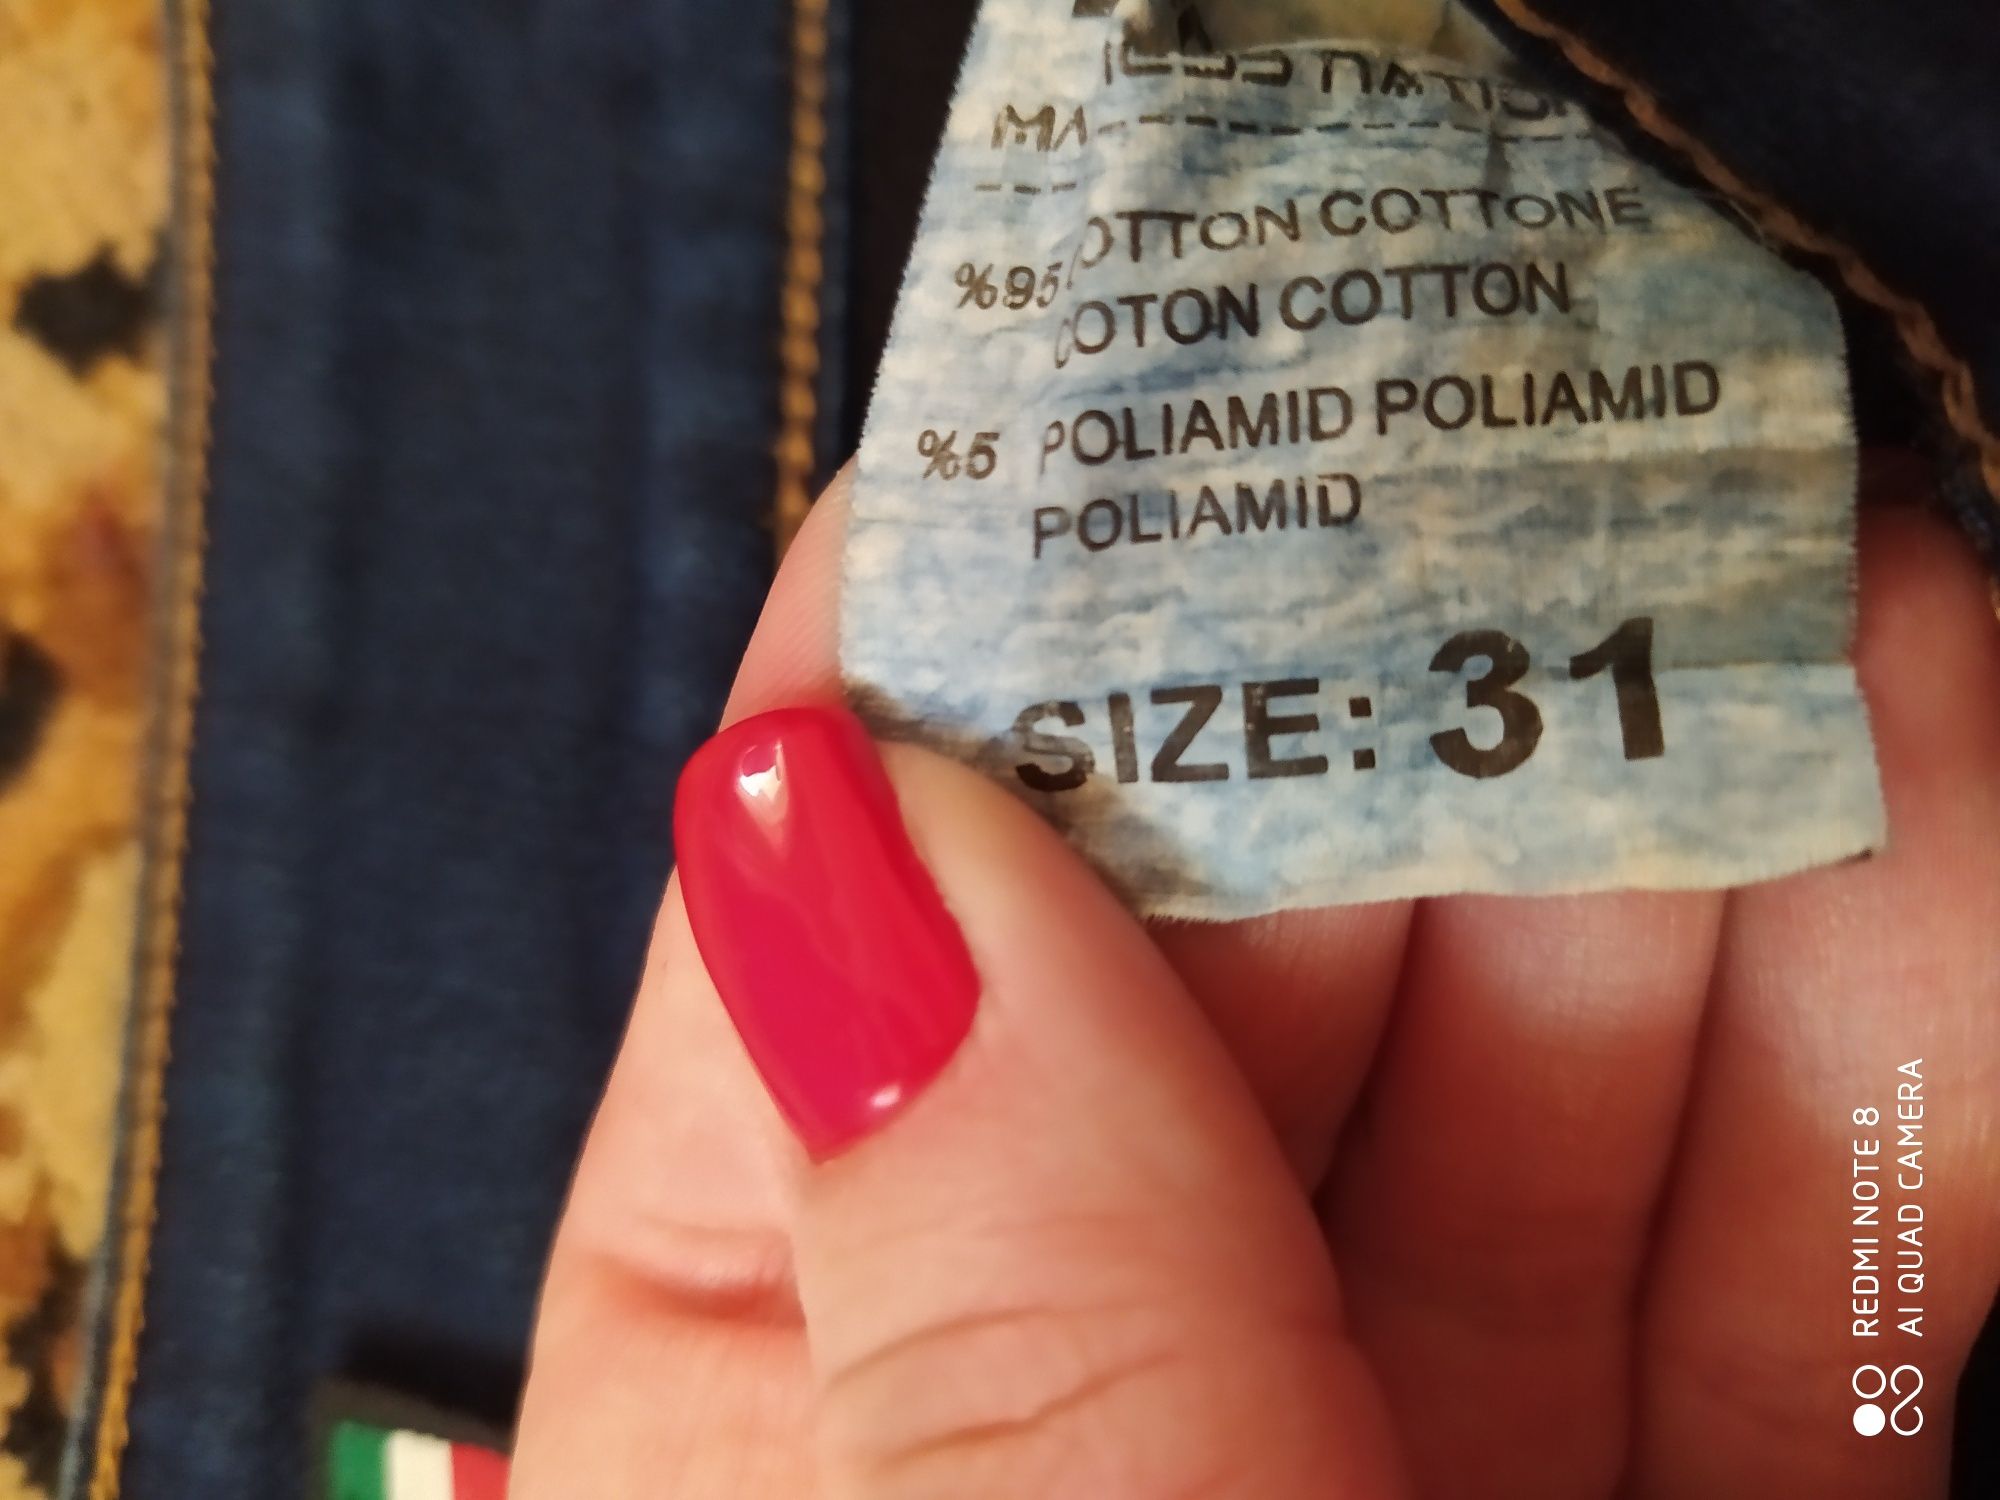 %95 COTTON COTTONE
COTON COTTON
%5 POLIAMID POLIAMID
POLIAMID
SIZE: 31
REDMI NOTE 8
AI QUAD CAMERA